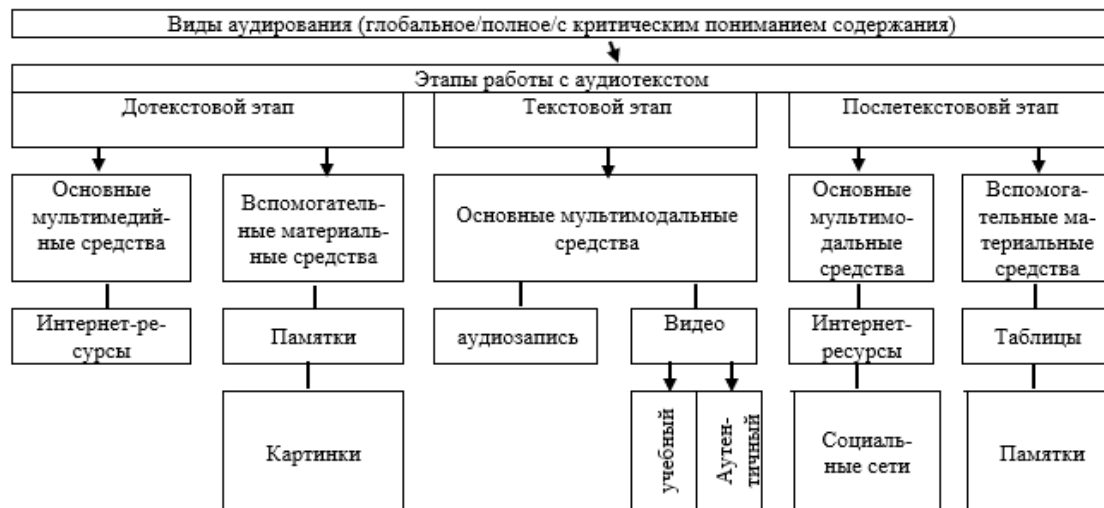 Виды аудирования (глобальное/полное/с критическим пониманием содержания)
Этапы работы с аудиотекстом
Дотекстовой этап
Текстовой этап
Послетекстововй этап
Основные
мультимедий-
ные средства
Вспомогатель-
ные материаль-
ные средства
Основные мультимодальные
средства
Основные
мультимо-
дальные
средства
Вспомога-
тельные ма-
териальные
средства
Интернет-ре-
сурсы
Памятки
аудиозапись
Видео
Интернет-
ресурсы
Таблицы
Картинки
учебный
Аутен-
тичный
Социаль-
ные сети
Памятки